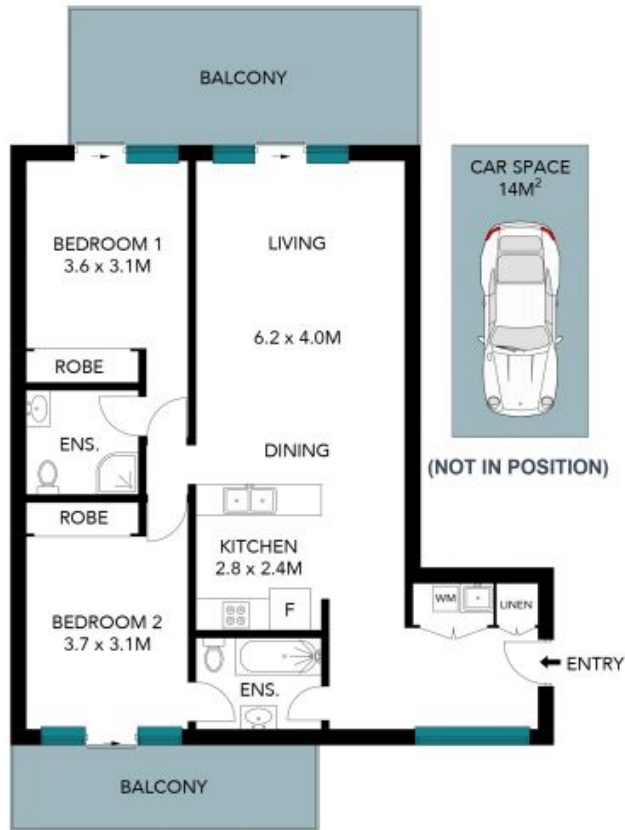 BALCONY
CAR SPACE
14M²
BEDROOM 1
3.6 x 3.1M
LIVING
6.2 x 4.0M
ROBE
ENS.
DINING
(NOT IN POSITION)
ROBE
KITCHEN
2.8 x 2.4M
F
WM
LINEN
BEDROOM 2
3.7 x 3.1M
ENS.
ENTRY
BALCONY